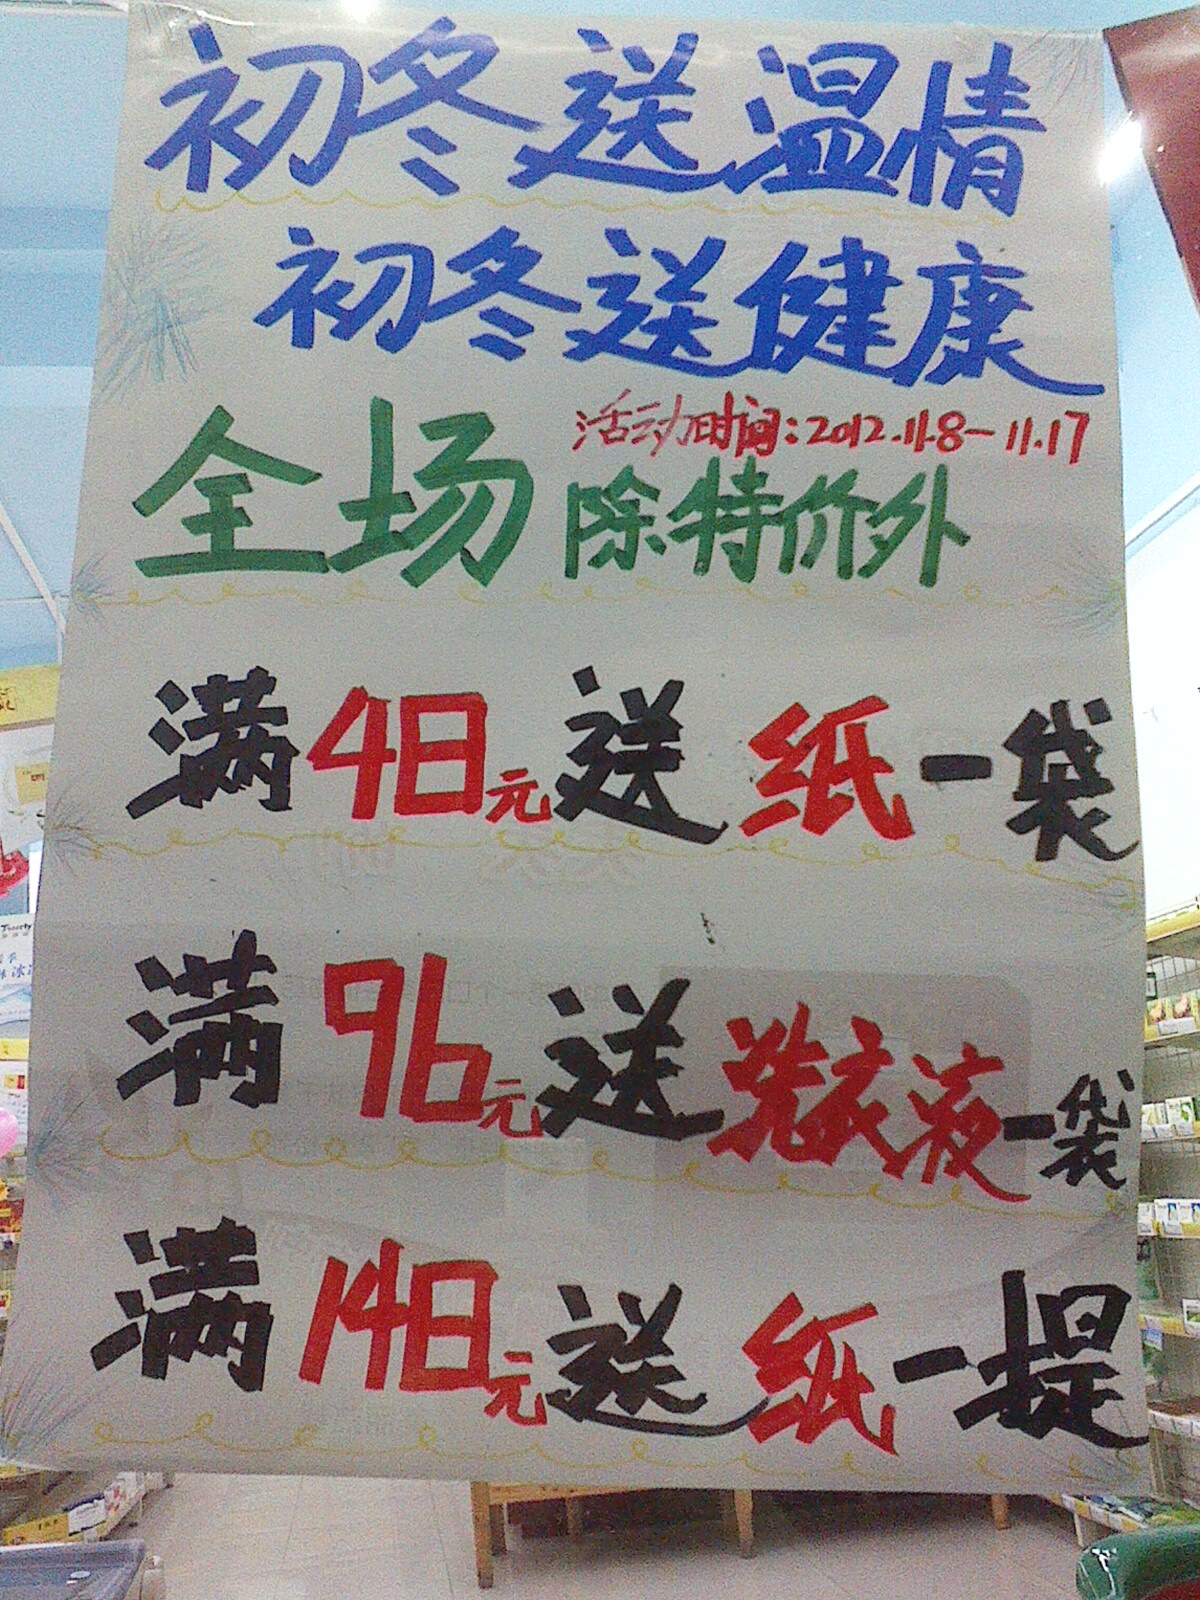 初冬送温情
初冬送健康
活动时间:2012.11.8-11.17
全场 除特价外
满48元送纸一袋
满96元送洗衣液一袋
满148元送纸一提